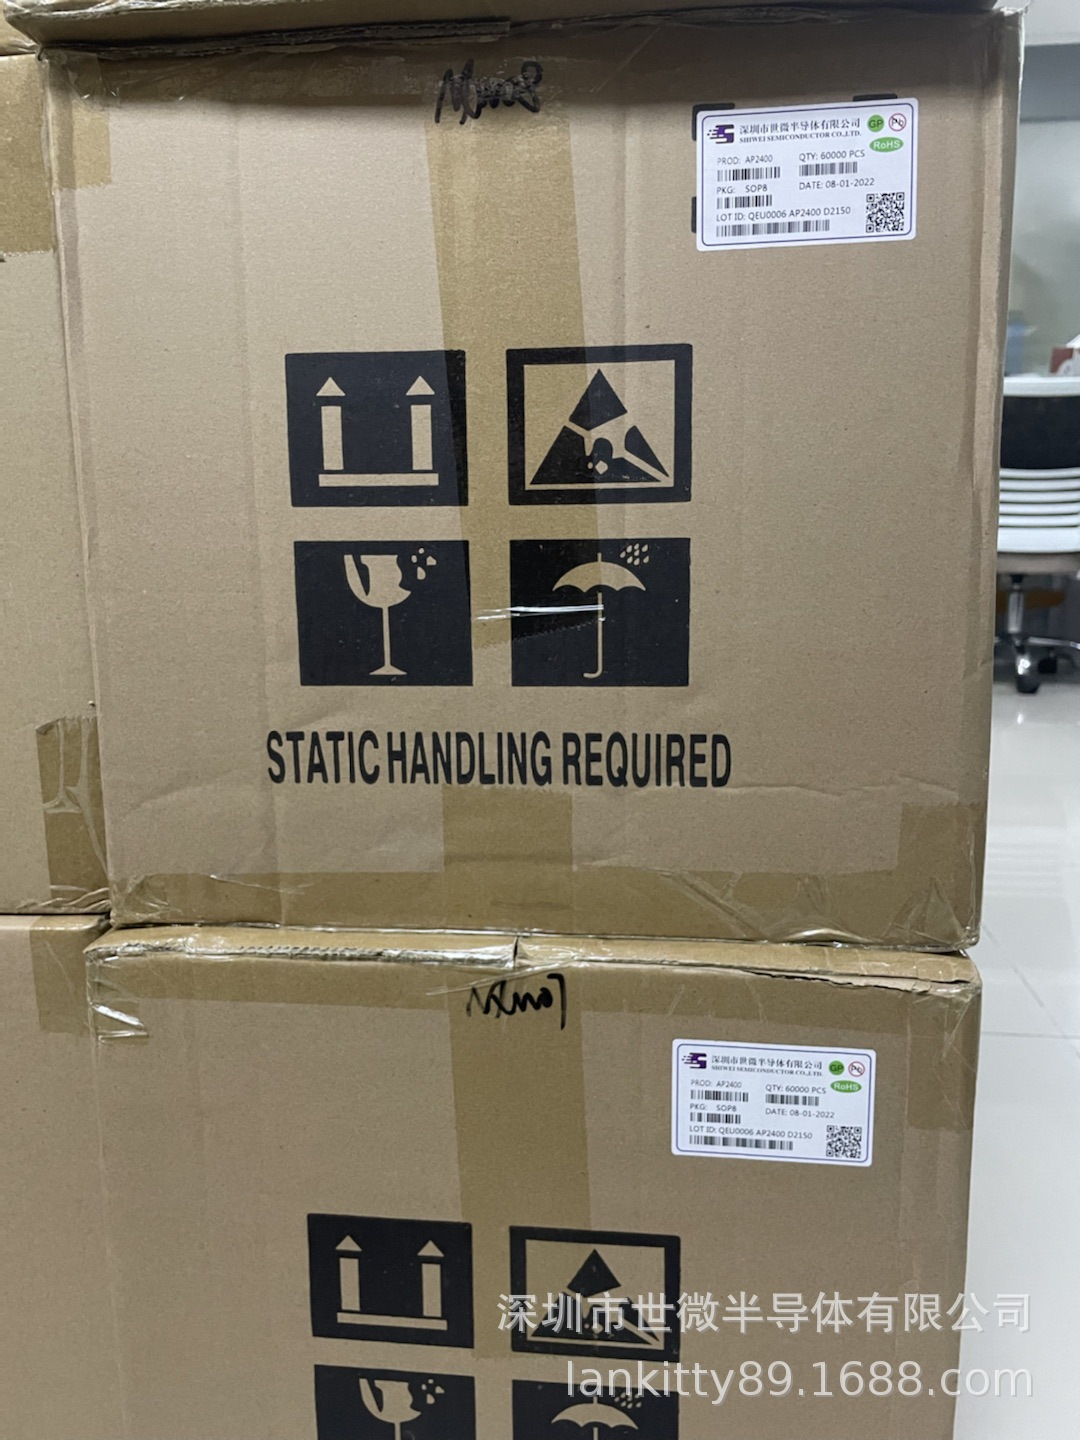 深圳市世微半导体有限公司
SHIWEI SEMICONDUCTOR CO.,LTD.
GP
Pb
RoHS
PROD: AP2400
QTY: 60000 PCS
PKG: SOP8
DATE: 08-01-2022
LOT ID: QEU0006 AP2400 D2150
STATIC HANDLING REQUIRED
深圳市世微半导体有限公司
SHIWEI SEMICONDUCTOR CO.,LTD.
GP
Pb
RoHS
PROD: AP2400
QTY: 60000 PCS
PKG: SOP8
DATE: 08-01-2022
LOT ID: QEU0006 AP2400 D2150
深圳市世微半导体有限公司
lankitty89.1688.com